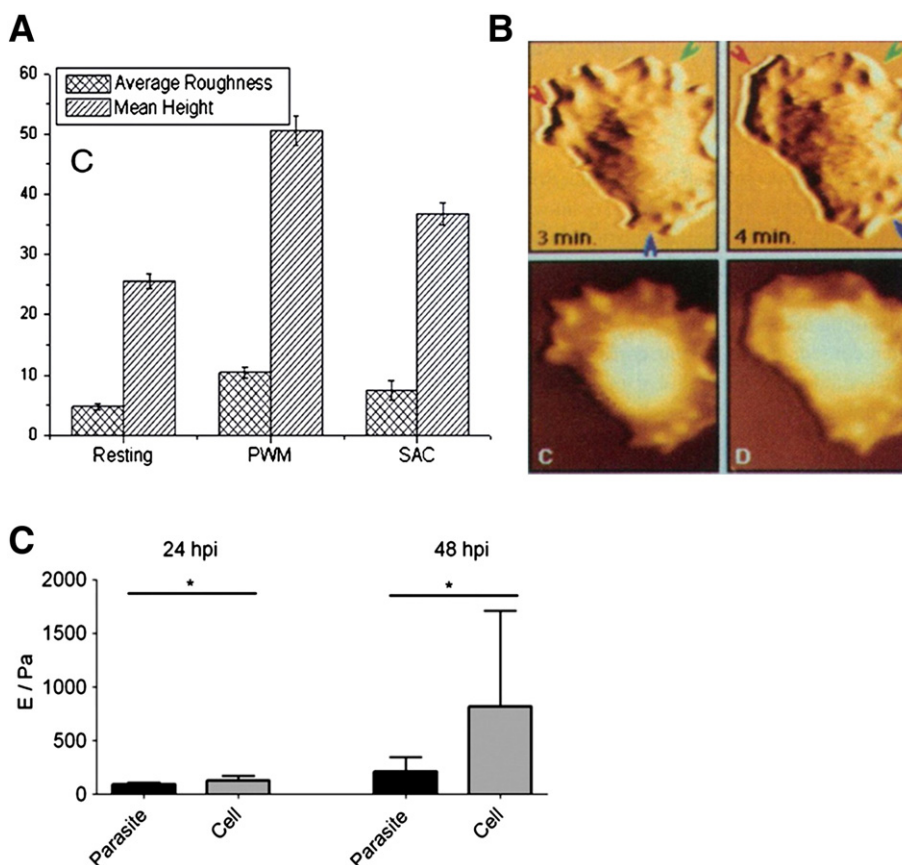 A
60
50
40
30
20
10
0
Average Roughness
Mean Height
C
Resting PWM SAC
B
3 min.
4 min.
C
D
C
24 hpi
48 hpi
*
*
E / Pa
2000
1500
1000
500
0
Parasite
Cell
Parasite
Cell